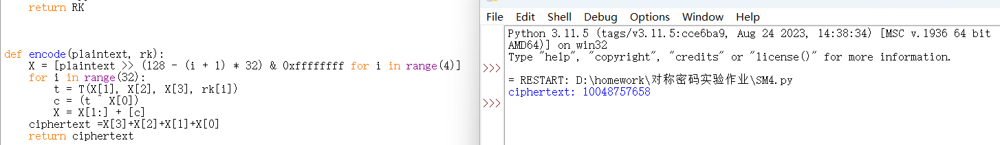 return RK
def encode(plaintext, rk):
X = [plaintext >> (128 - (i + 1) * 32) & 0xffffffff for i in range(4)]
for i in range(32):
t = T(X[1], X[2], X[3], rk[i])
c = (t ^ X[0])
X = X[1:] + [c]
ciphertext =X[3]+X[2]+X[1]+X[0]
return ciphertext
File Edit Shell Debug Options Window Help
Python 3.11.5 (tags/v3.11.5:cce6ba9, Aug 24 2023, 14:38:34) [MSC v.1936 64 bit
AMD64)] on win32
Type "help", "copyright", "credits" or "license()" for more information.
>>>
= RESTART: D:\homework\对称密码实验作业\SM4.py
ciphertext: 10048757658
>>>